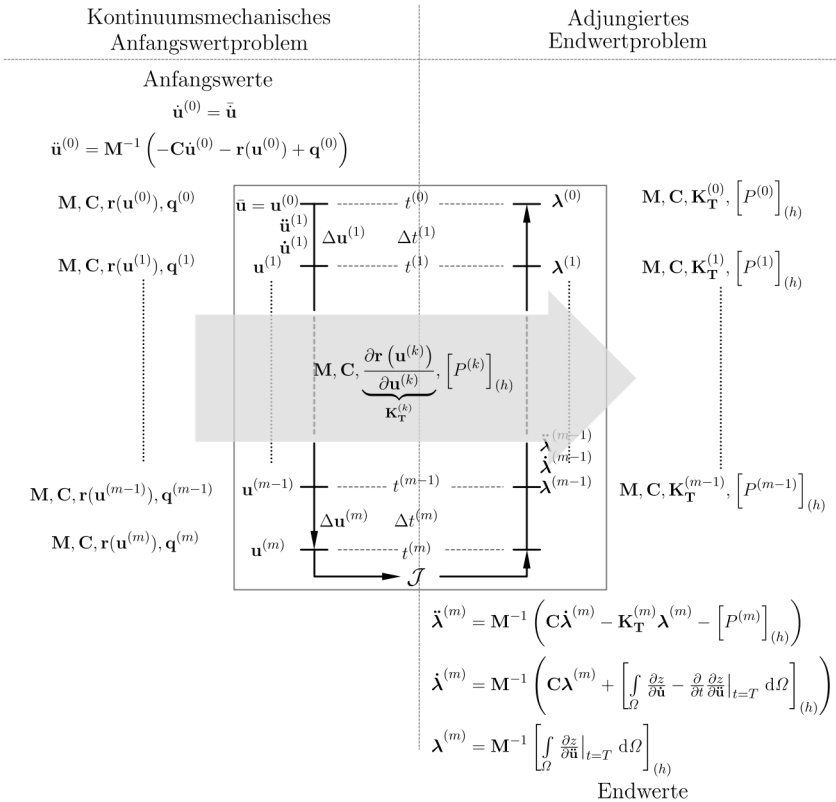 Kontinuumsmechanisches
Anfangswertproblem
Adjungiertes
Endwertproblem
Anfangswerte
u̇⁽⁰⁾ = ū̇
ü⁽⁰⁾ = M⁻¹ (−Cu̇⁽⁰⁾ − r(u⁽⁰⁾) + q⁽⁰⁾)
M, C, r(u⁽⁰⁾), q⁽⁰⁾
ū = u⁽⁰⁾
t⁽⁰⁾
λ⁽⁰⁾
M, C, K_T⁽⁰⁾, [P⁽⁰⁾]_(h)
ü⁽¹⁾
u̇⁽¹⁾
Δu⁽¹⁾
Δt⁽¹⁾
M, C, r(u⁽¹⁾), q⁽¹⁾
u⁽¹⁾
t⁽¹⁾
λ⁽¹⁾
M, C, K_T⁽¹⁾, [P⁽¹⁾]_(h)
M, C, ∂r (u⁽ᵏ⁾) / ∂u⁽ᵏ⁾, [P⁽ᵏ⁾]_(h)
K_T⁽ᵏ⁾
λ̈⁽ᵐ⁻¹⁾
λ̇⁽ᵐ⁻¹⁾
M, C, r(u⁽ᵐ⁻¹⁾), q⁽ᵐ⁻¹⁾
u⁽ᵐ⁻¹⁾
t⁽ᵐ⁻¹⁾
λ⁽ᵐ⁻¹⁾
M, C, K_T⁽ᵐ⁻¹⁾, [P⁽ᵐ⁻¹⁾]_(h)
Δu⁽ᵐ⁾
Δt⁽ᵐ⁾
M, C, r(u⁽ᵐ⁾), q⁽ᵐ⁾
u⁽ᵐ⁾
t⁽ᵐ⁾
𝒥
λ̈⁽ᵐ⁾ = M⁻¹ (Cλ̇⁽ᵐ⁾ − K_T⁽ᵐ⁾λ⁽ᵐ⁾ − [P⁽ᵐ⁾]_(h))
λ̇⁽ᵐ⁾ = M⁻¹ (Cλ⁽ᵐ⁾ + [∫_Ω ∂z/∂u̇ − ∂/∂t ∂z/∂ü |_t=T dΩ]_(h))
λ⁽ᵐ⁾ = M⁻¹ [∫_Ω ∂z/∂ü |_t=T dΩ]_(h)
Endwerte